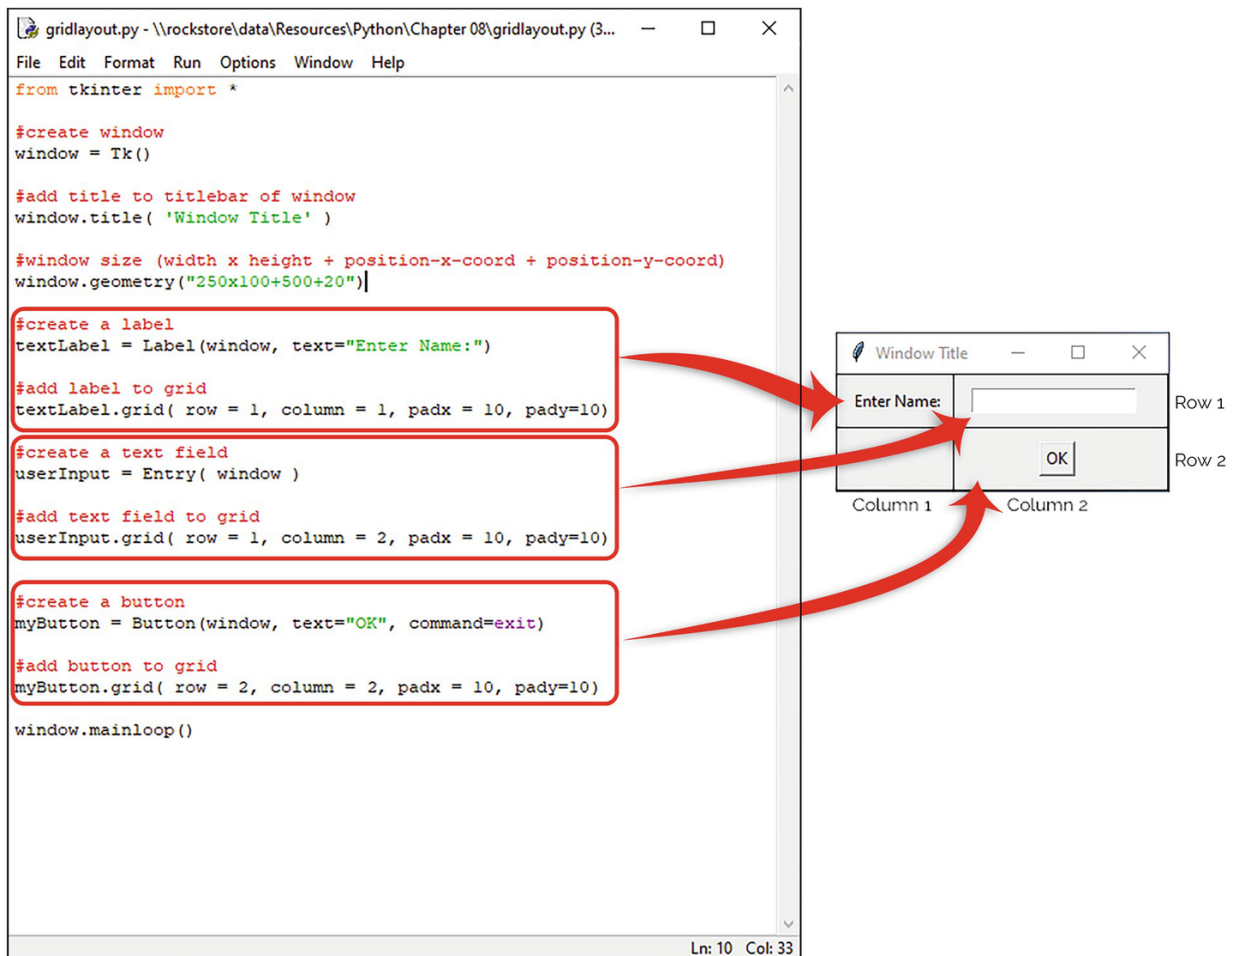 gridlayout.py - \\rockstore\data\Resources\Python\Chapter 08\gridlayout.py (3...
File Edit Format Run Options Window Help
from tkinter import *
#create window
window = Tk()
#add title to titlebar of window
window.title( 'Window Title' )
#window size (width x height + position-x-coord + position-y-coord)
window.geometry("250x100+500+20")
#create a label
textLabel = Label(window, text="Enter Name:")
#add label to grid
textLabel.grid( row = 1, column = 1, padx = 10, pady=10)
#create a text field
userInput = Entry( window )
#add text field to grid
userInput.grid( row = 1, column = 2, padx = 10, pady=10)
#create a button
myButton = Button(window, text="OK", command=exit)
#add button to grid
myButton.grid( row = 2, column = 2, padx = 10, pady=10)
window.mainloop()
Ln: 10 Col: 33
Window Title
Enter Name:
Row 1
OK
Row 2
Column 1 Column 2